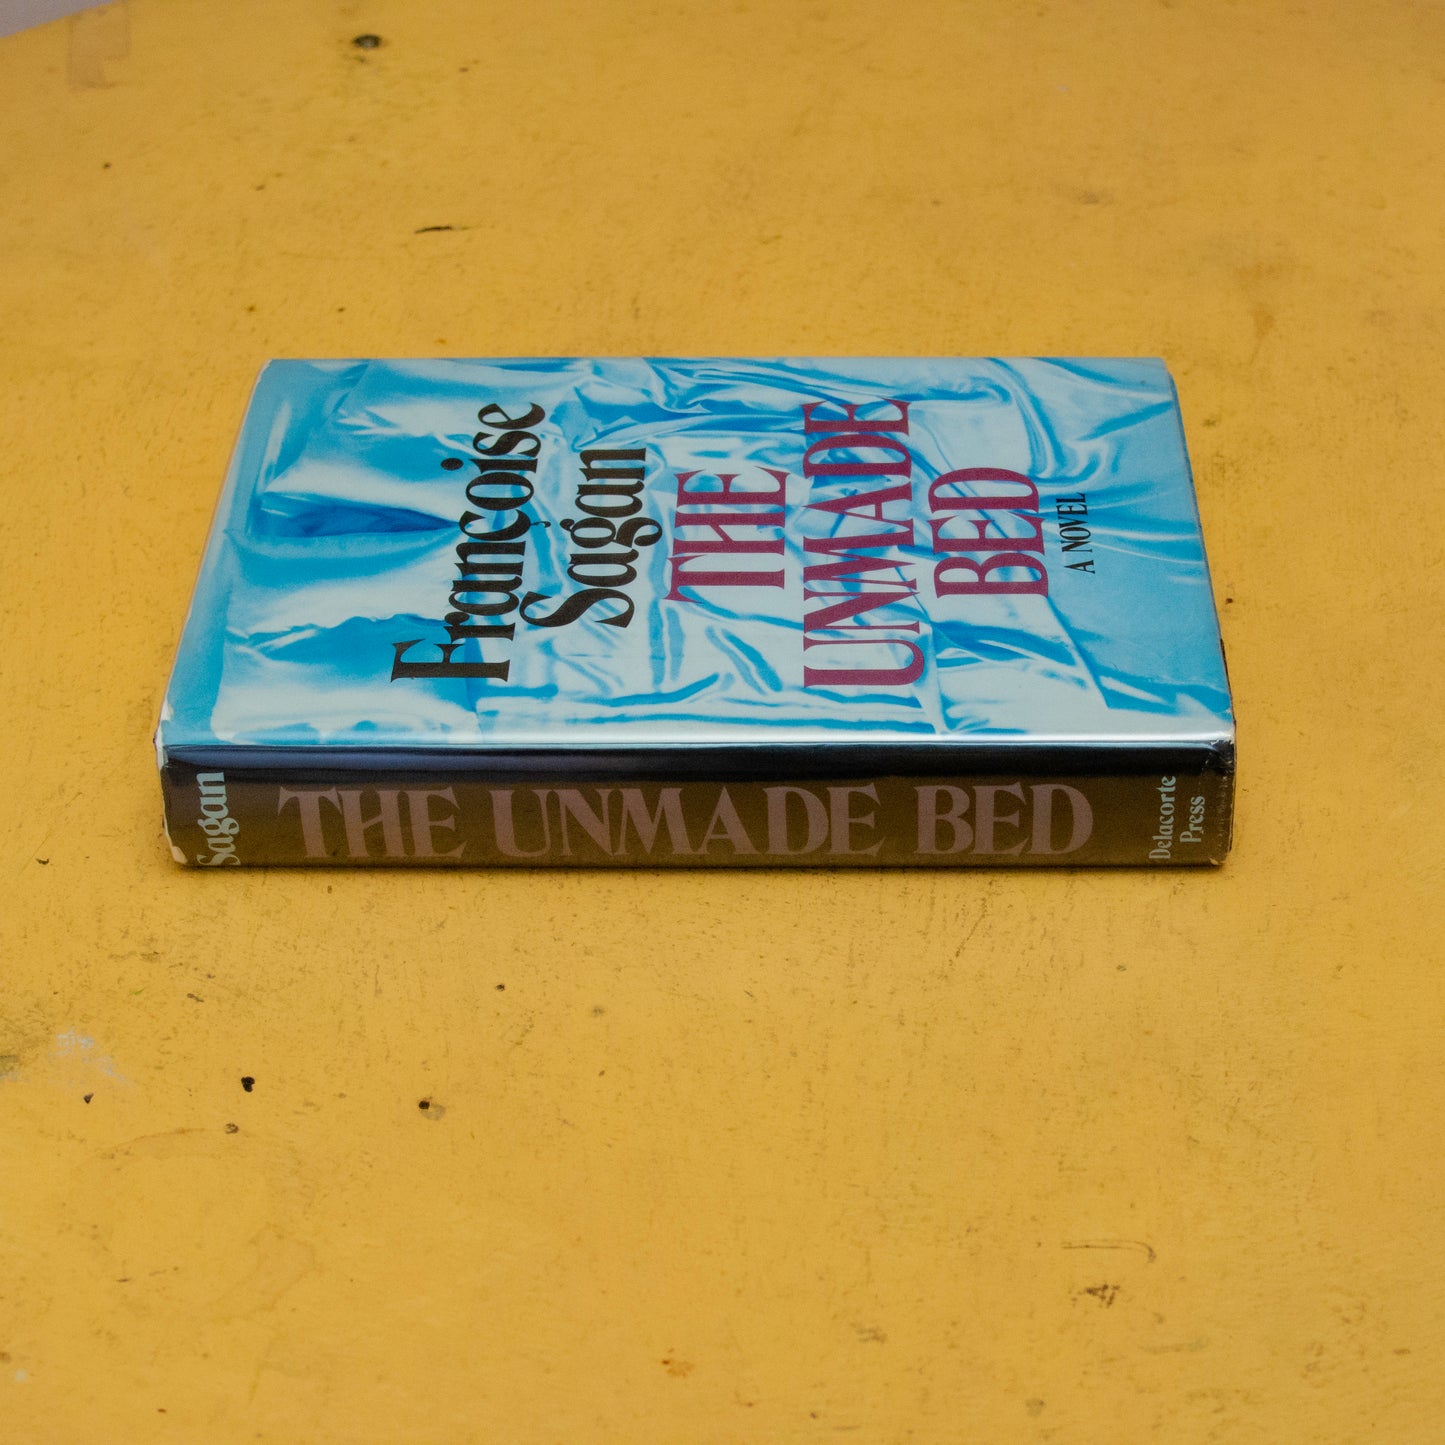 Françoise
Sagan
THE
UNMADE
BED
A NOVEL
Sagan
THE UNMADE BED
Delacorte
Press